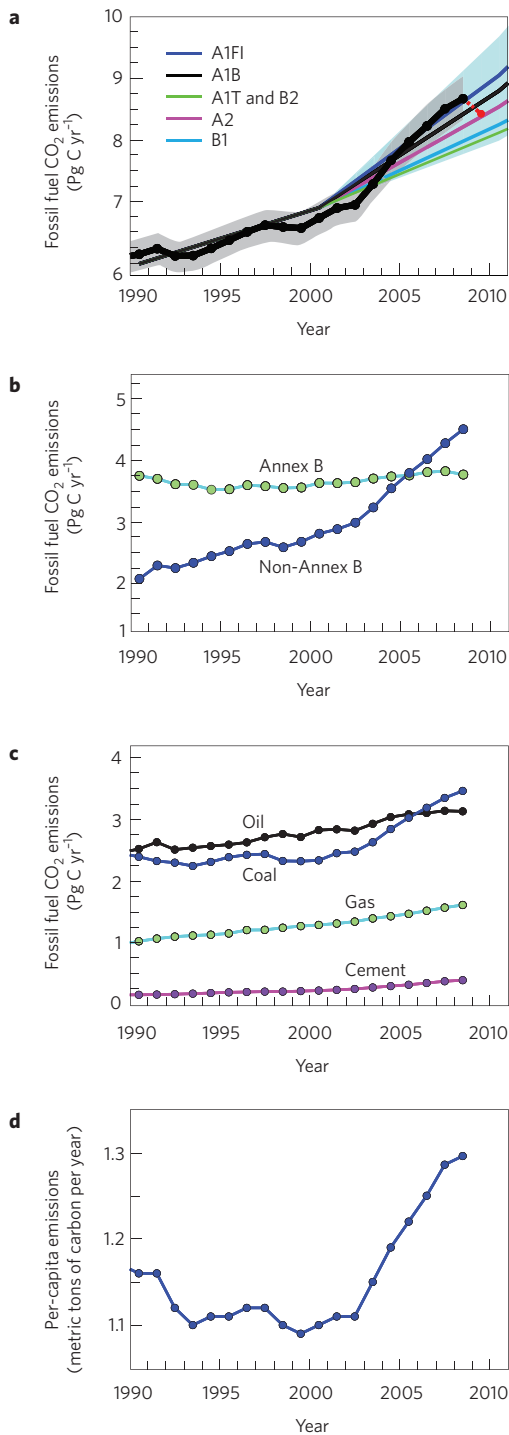 a
Fossil fuel CO2 emissions
(Pg C yr–1)
10
9
8
7
6
A1FI
A1B
A1T and B2
A2
B1
1990 1995 2000 2005 2010
Year
b
Fossil fuel CO2 emissions
(Pg C yr–1)
5
4
3
2
1
Annex B
Non-Annex B
1990 1995 2000 2005 2010
Year
c
Fossil fuel CO2 emissions
(Pg C yr–1)
4
3
2
1
0
Oil
Coal
Gas
Cement
1990 1995 2000 2005 2010
Year
d
Per-capita emissions
(metric tons of carbon per year)
1.3
1.2
1.1
1990 1995 2000 2005 2010
Year